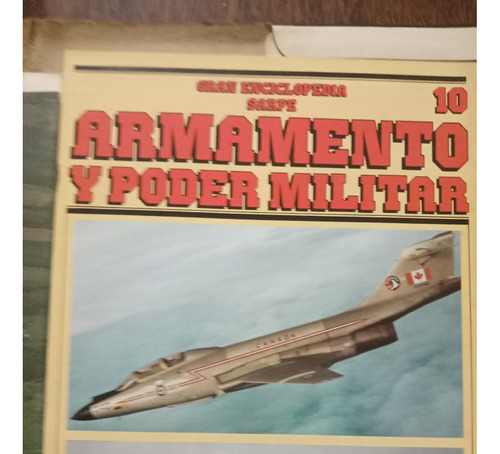 GRAN ENCICLOPEDIA
SARPE
10
ARMAMENTO
Y PODER MILITAR
CANADA